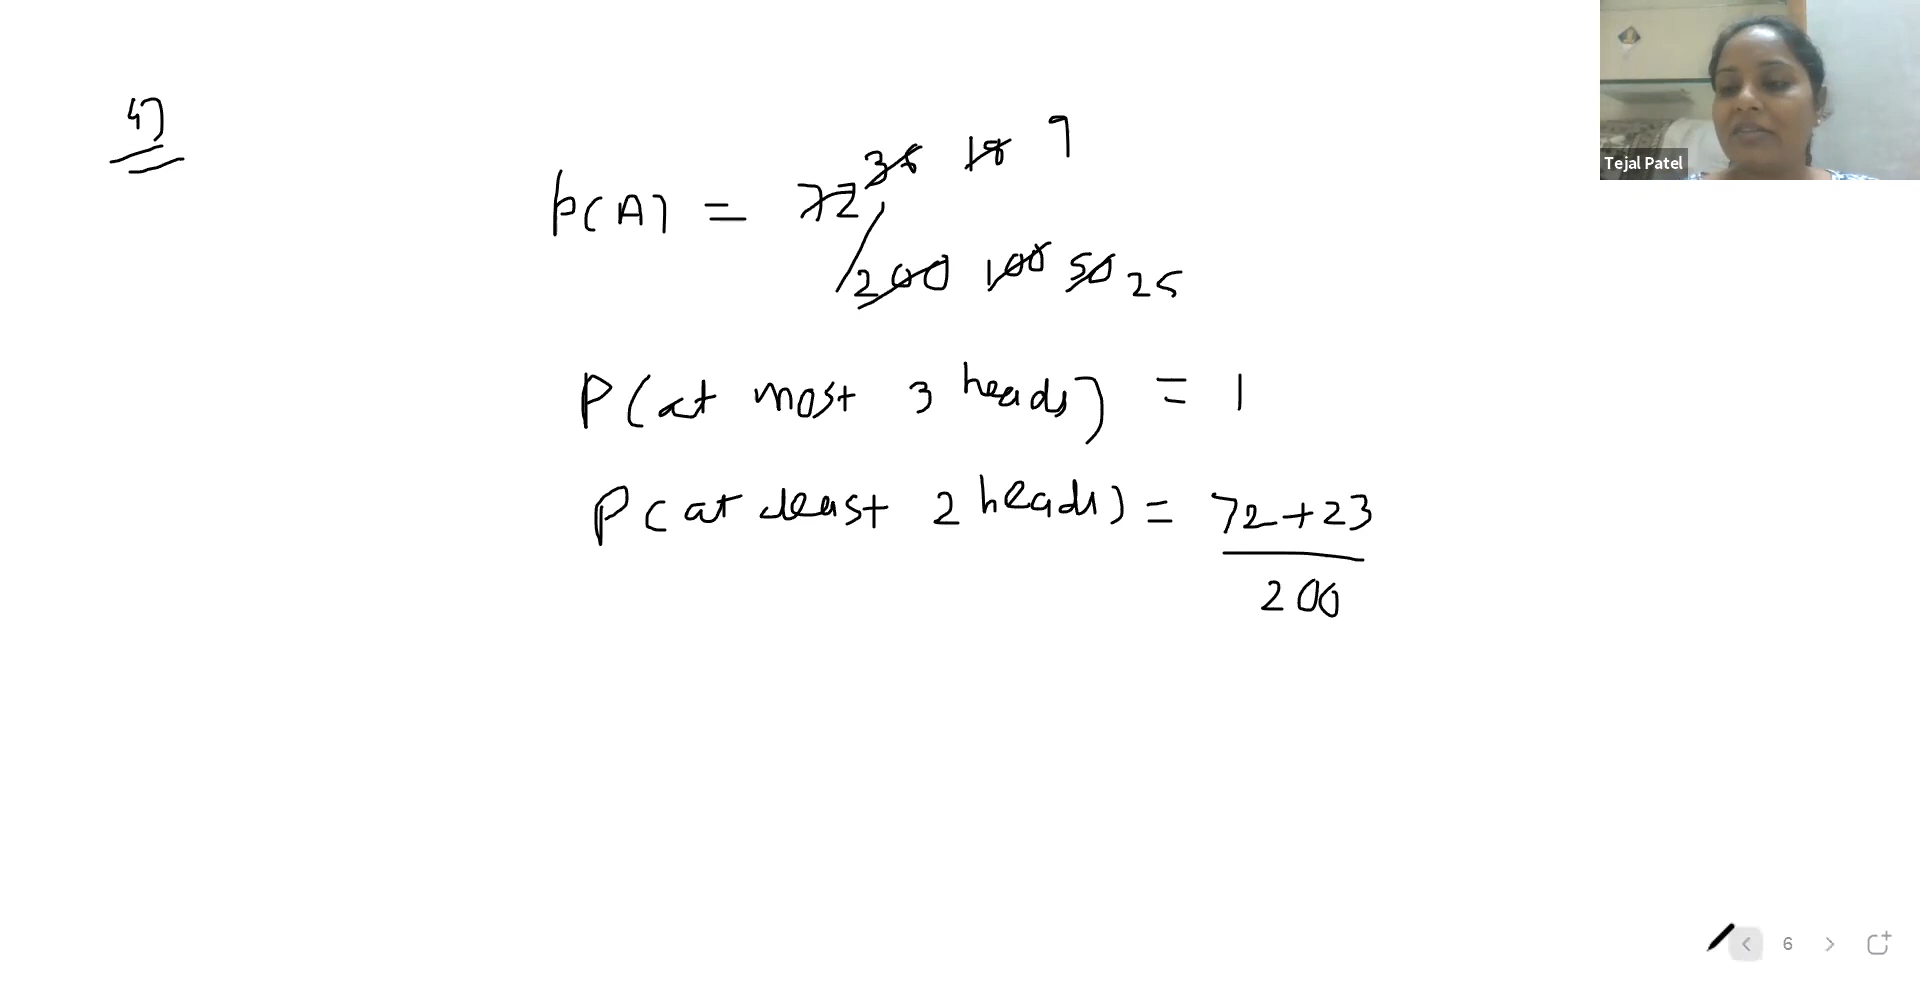 4)
Tejal Patel
P(A) = 72/200 36/100 18/50 9/25
P(at most 3 heads) = 1
P(at least 2 heads) = 72+23
200
6